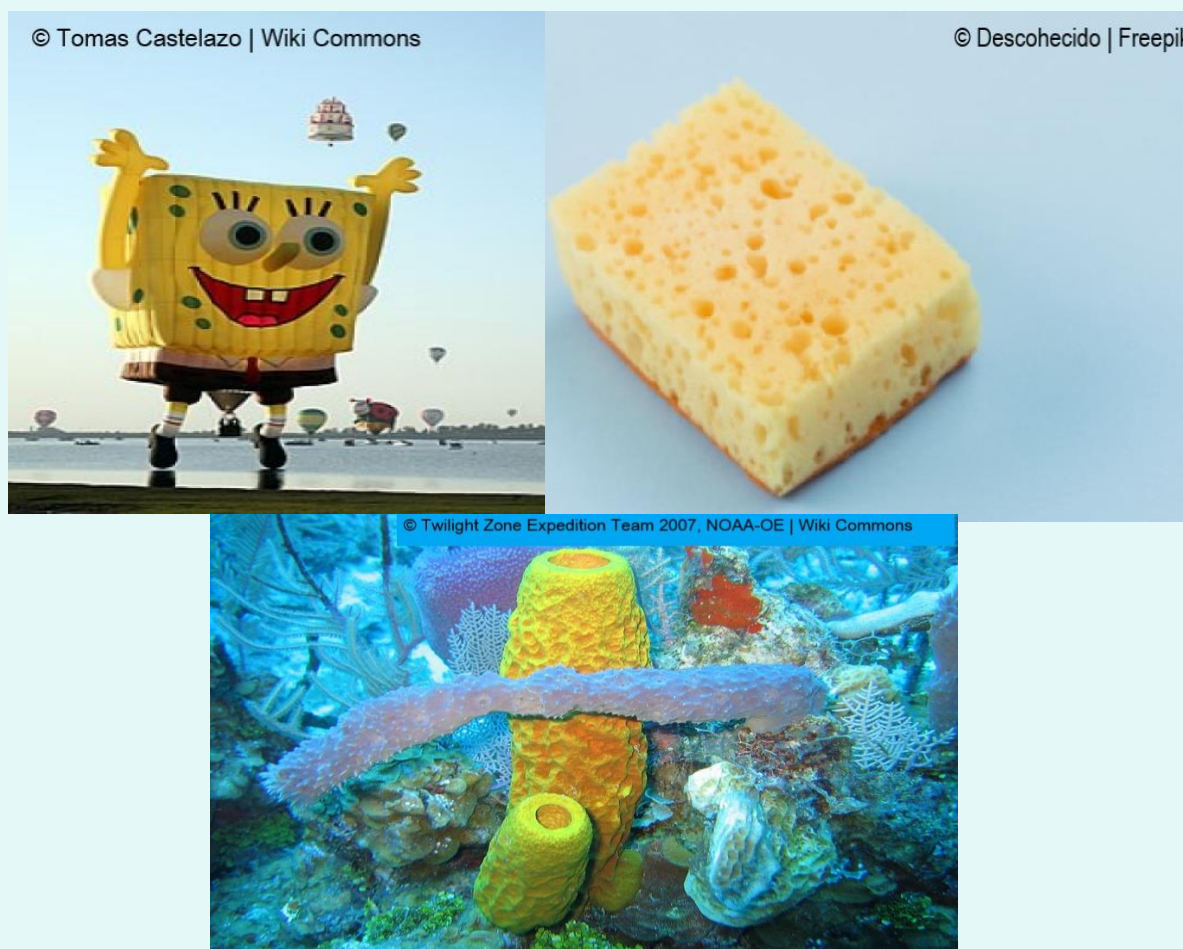 © Tomas Castelazo | Wiki Commons
© Descohecido | Freepik
© Twilight Zone Expedition Team 2007, NOAA-OE | Wiki Commons